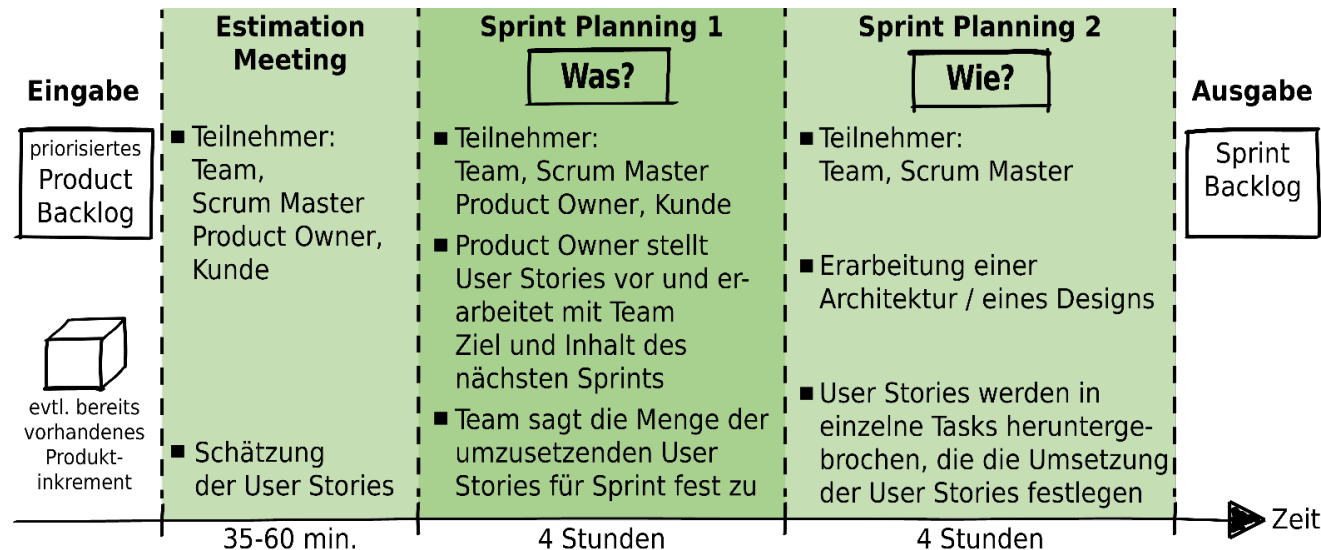 Eingabe
priorisiertes
Product
Backlog
evtl. bereits
vorhandenes
Produkt-
inkrement
Estimation
Meeting
■ Teilnehmer:
Team,
Scrum Master
Product Owner,
Kunde
■ Schätzung
der User Stories
35-60 min.
Sprint Planning 1
Was?
■ Teilnehmer:
Team, Scrum Master
Product Owner, Kunde
■ Product Owner stellt
User Stories vor und er-
arbeitet mit Team
Ziel und Inhalt des
nächsten Sprints
■ Team sagt die Menge der
umzusetzenden User
Stories für Sprint fest zu
4 Stunden
Sprint Planning 2
Wie?
■ Teilnehmer:
Team, Scrum Master
■ Erarbeitung einer
Architektur / eines Designs
■ User Stories werden in
einzelne Tasks herunterge-
brochen, die die Umsetzung
der User Stories festlegen
4 Stunden
Ausgabe
Sprint
Backlog
Zeit